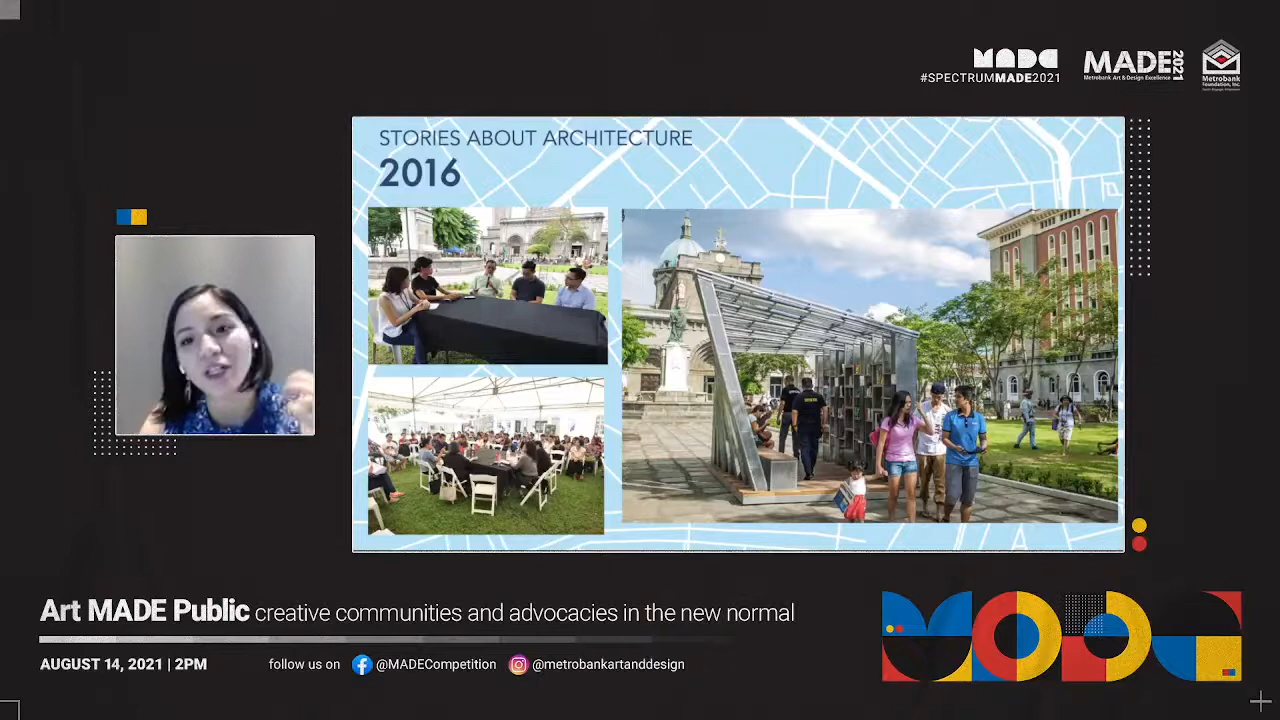 MADE
#SPECTRUMMADE2021
MADE 2021
Metrobank Art & Design Excellence
Metrobank
Foundation, Inc.
STORIES ABOUT ARCHITECTURE
2016
Art MADE Public creative communities and advocacies in the new normal
AUGUST 14, 2021 | 2PM
follow us on @MADECompetition @metrobankartanddesign
MADE